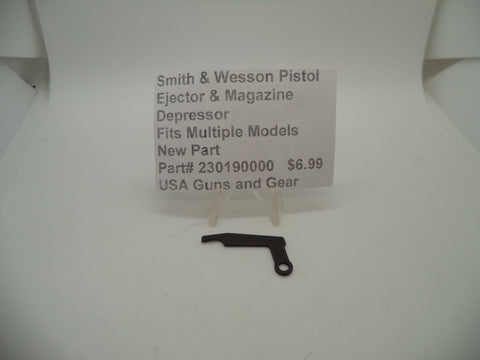 Smith & Wesson Pistol
Ejector & Magazine
Depressor
Fits Multiple Models
New Part
Part# 230190000 $6.99
USA Guns and Gear